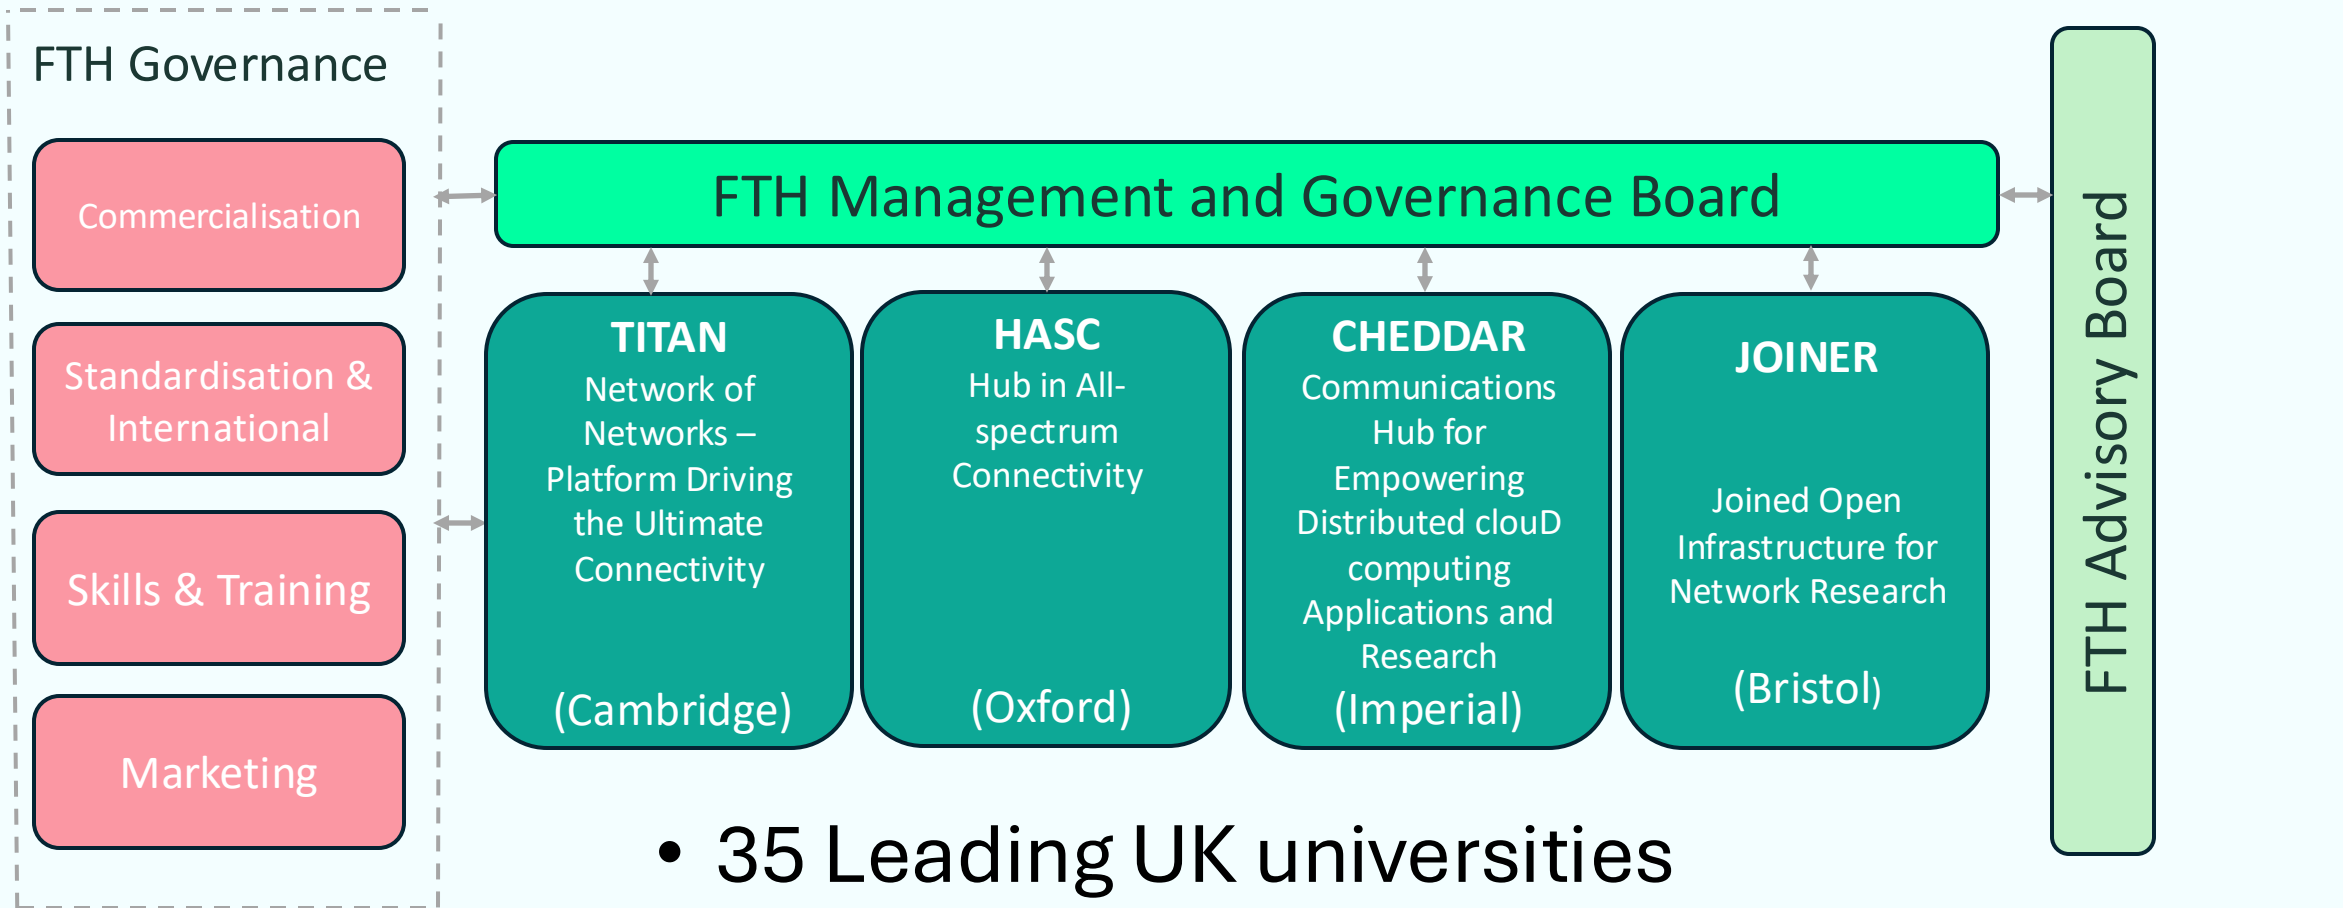 FTH Governance
Commercialisation
Standardisation &
International
Skills & Training
Marketing
FTH Management and Governance Board
TITAN
Network of
Networks –
Platform Driving
the Ultimate
Connectivity
(Cambridge)
HASC
Hub in All-
spectrum
Connectivity
(Oxford)
CHEDDAR
Communications
Hub for
Empowering
Distributed clouD
computing
Applications and
Research
(Imperial)
JOINER
Joined Open
Infrastructure for
Network Research
(Bristol)
FTH Advisory Board
• 35 Leading UK universities